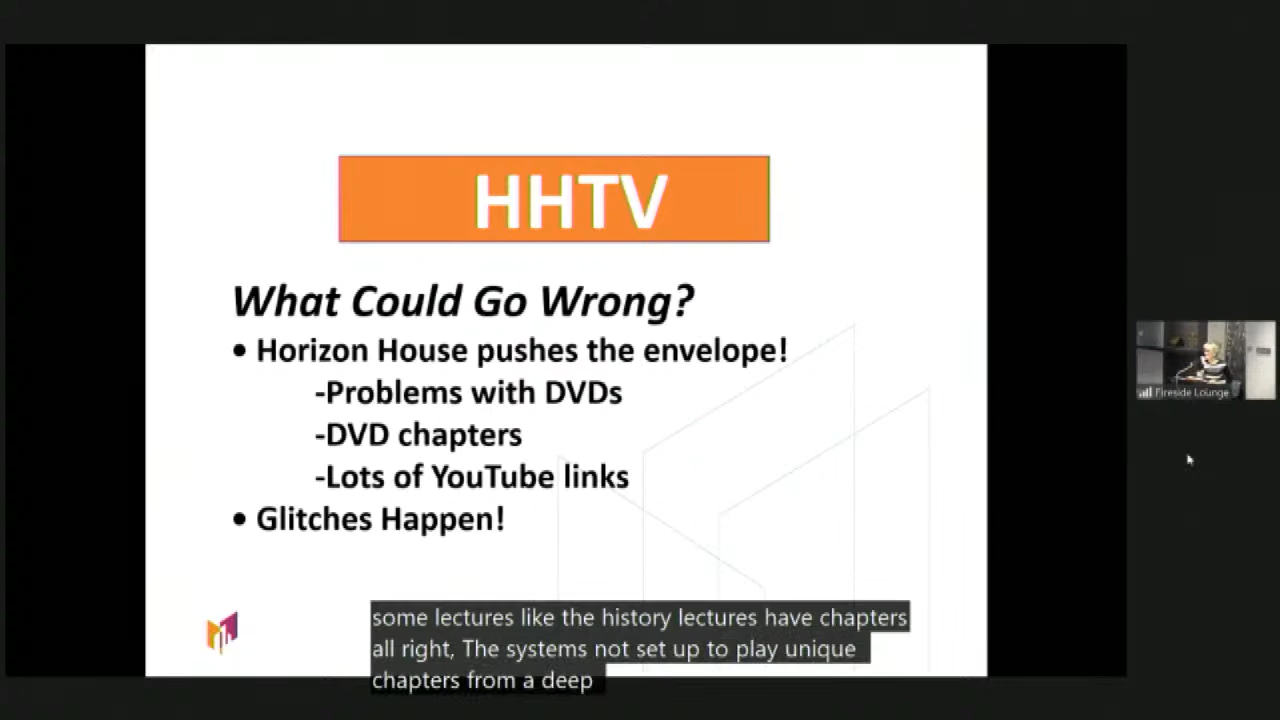 HHTV
What Could Go Wrong?
• Horizon House pushes the envelope!
-Problems with DVDs
-DVD chapters
-Lots of YouTube links
• Glitches Happen!
some lectures like the history lectures have chapters
all right, The systems not set up to play unique
chapters from a deep
Fireside Lounge